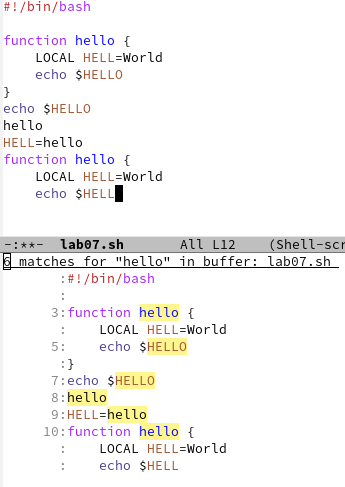 #!/bin/bash
function hello {
    LOCAL HELL=World
    echo $HELLO
}
echo $HELLO
hello
HELL=hello
function hello {
    LOCAL HELL=World
    echo $HELL
-:**-  lab07.sh       All L12    (Shell-scr
6 matches for "hello" in buffer: lab07.sh
       :#!/bin/bash
       :
      3:function hello {
       :    LOCAL HELL=World
      5:    echo $HELLO
       :}
      7:echo $HELLO
      8:hello
      9:HELL=hello
     10:function hello {
       :    LOCAL HELL=World
       :    echo $HELL